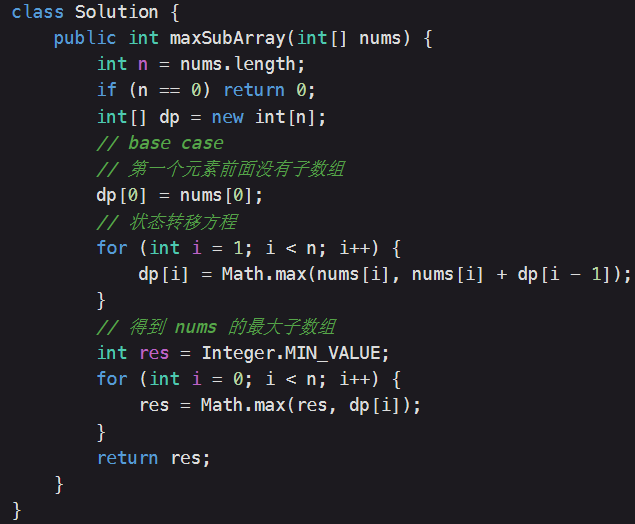 class Solution {
    public int maxSubArray(int[] nums) {
        int n = nums.length;
        if (n == 0) return 0;
        int[] dp = new int[n];
        // base case
        // 第一个元素前面没有子数组
        dp[0] = nums[0];
        // 状态转移方程
        for (int i = 1; i < n; i++) {
            dp[i] = Math.max(nums[i], nums[i] + dp[i - 1]);
        }
        // 得到 nums 的最大子数组
        int res = Integer.MIN_VALUE;
        for (int i = 0; i < n; i++) {
            res = Math.max(res, dp[i]);
        }
        return res;
    }
}